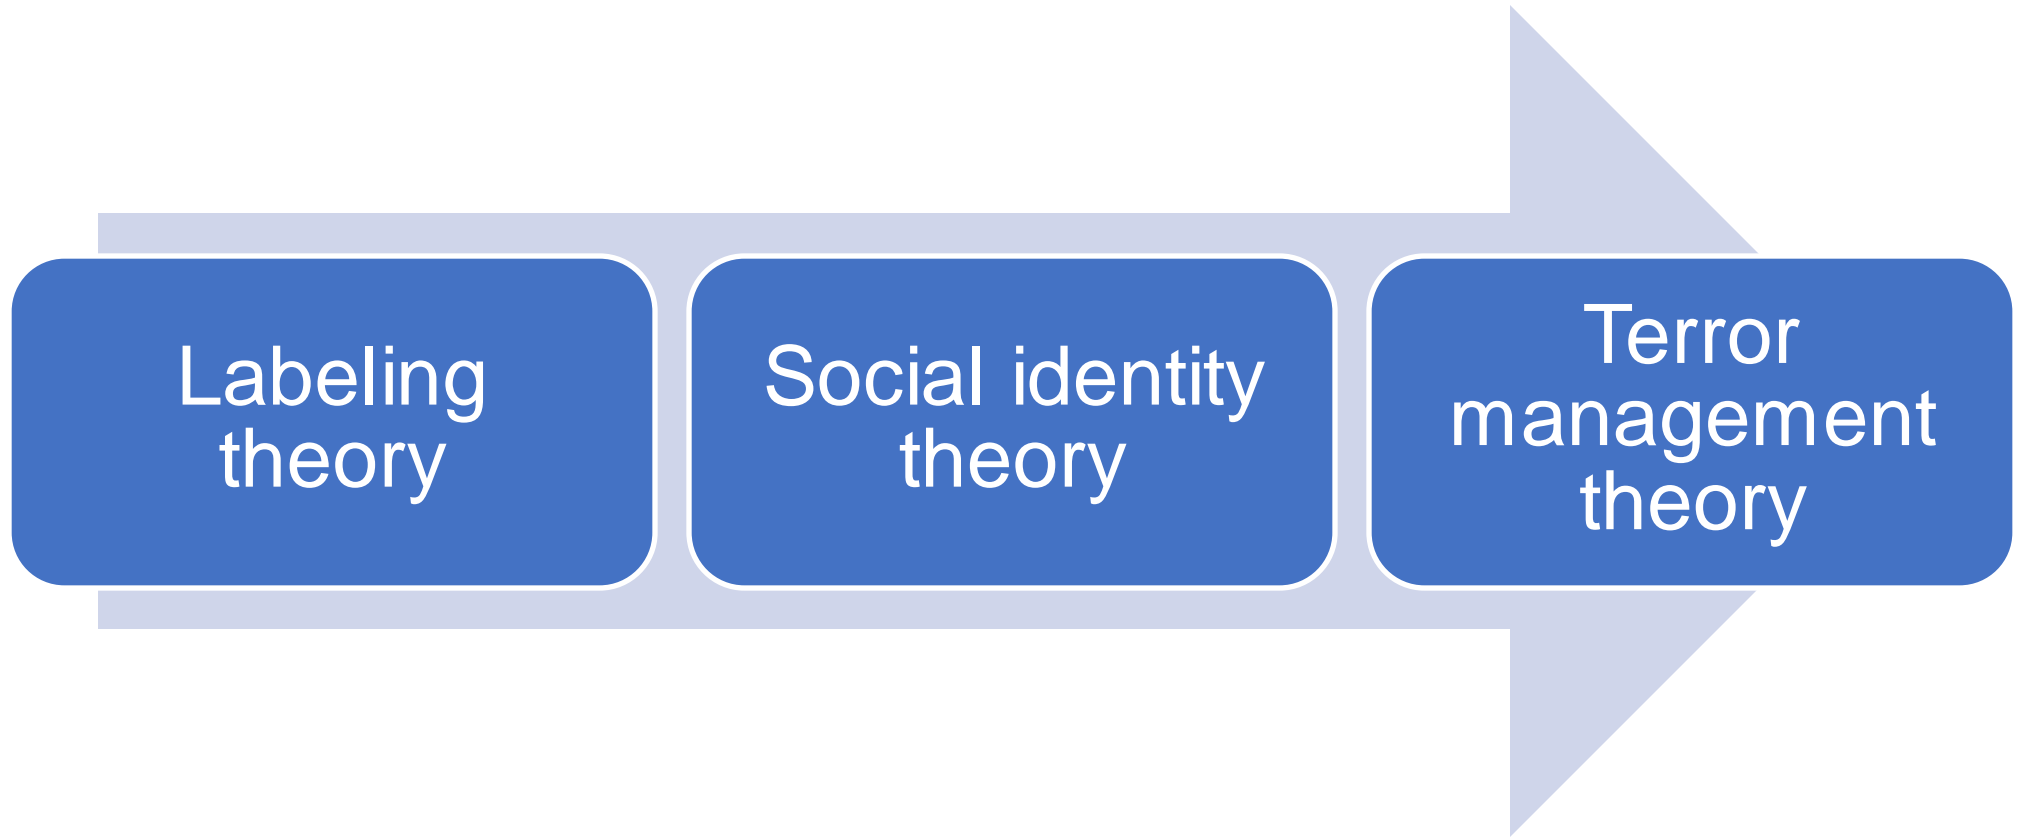 Labeling
theory
Social identity
theory
Terror
management
theory